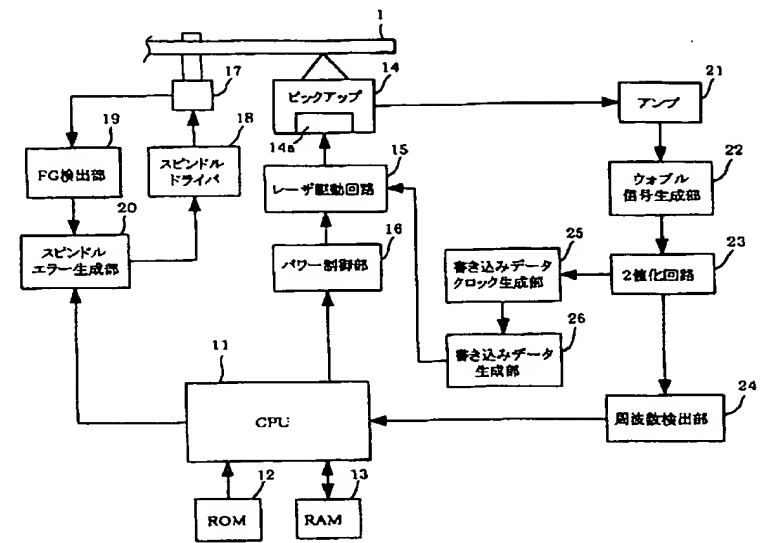 1
17
ピックアップ
14
14a
アンプ
21
19
FG検出部
18
スピンドル
ドライバ
15
レーザ駆動回路
22
ウォブル
信号生成部
20
スピンドル
エラー生成部
16
パワー制御部
25
書き込みデータ
クロック生成部
23
2値化回路
26
書き込みデータ
生成部
11
CPU
24
周波数検出部
12
ROM
13
RAM